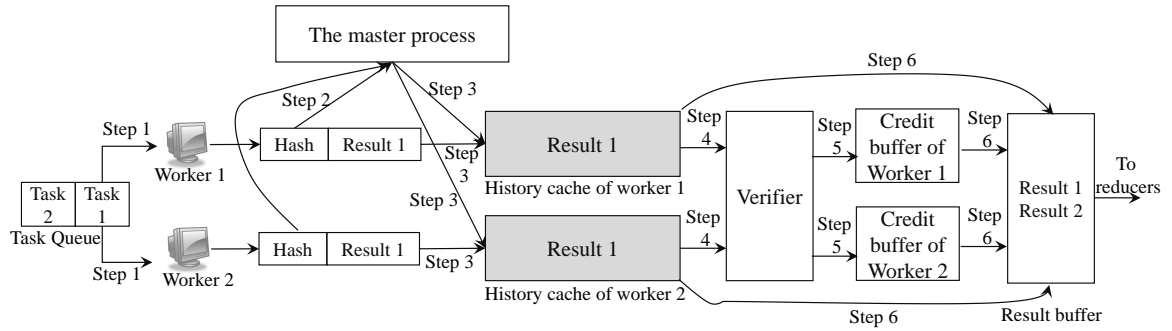 The master process
Step 6
Step 3
Step 2
Step 1
Hash
Result 1
Step
3
Result 1
Step
4
Step
5
Credit
buffer of
Worker 1
Step
6
To
reducers
Worker 1
History cache of worker 1
Task
2
Task
1
Task Queue
Verifier
Result 1
Result 2
Step 3
Step 1
Worker 2
Hash
Result 1
Step 3
Result 1
Step
4
Step
5
Credit
buffer of
Worker 2
Step
6
History cache of worker 2
Step 6
Result buffer